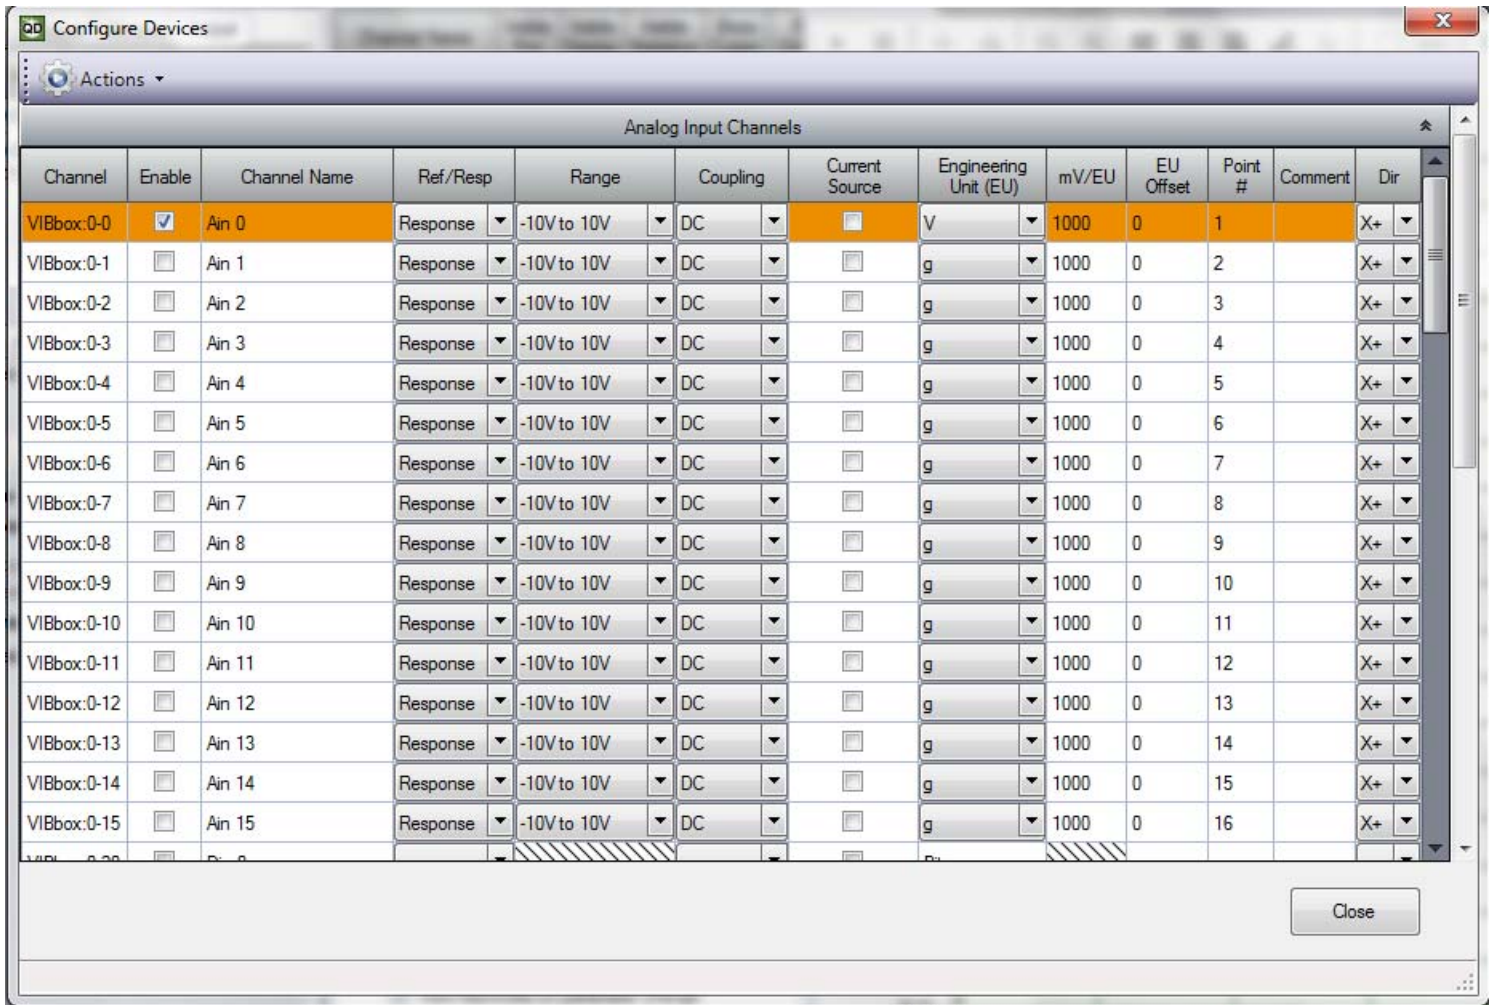 QD Configure Devices
Actions
Analog Input Channels
Channel Enable Channel Name Ref/Resp Range Coupling Current Source Engineering Unit (EU) mV/EU EU Offset Point # Comment Dir
VIBbox:0-0 Ain 0 Response -10V to 10V DC V 1000 0 1 X+
VIBbox:0-1 Ain 1 Response -10V to 10V DC g 1000 0 2 X+
VIBbox:0-2 Ain 2 Response -10V to 10V DC g 1000 0 3 X+
VIBbox:0-3 Ain 3 Response -10V to 10V DC g 1000 0 4 X+
VIBbox:0-4 Ain 4 Response -10V to 10V DC g 1000 0 5 X+
VIBbox:0-5 Ain 5 Response -10V to 10V DC g 1000 0 6 X+
VIBbox:0-6 Ain 6 Response -10V to 10V DC g 1000 0 7 X+
VIBbox:0-7 Ain 7 Response -10V to 10V DC g 1000 0 8 X+
VIBbox:0-8 Ain 8 Response -10V to 10V DC g 1000 0 9 X+
VIBbox:0-9 Ain 9 Response -10V to 10V DC g 1000 0 10 X+
VIBbox:0-10 Ain 10 Response -10V to 10V DC g 1000 0 11 X+
VIBbox:0-11 Ain 11 Response -10V to 10V DC g 1000 0 12 X+
VIBbox:0-12 Ain 12 Response -10V to 10V DC g 1000 0 13 X+
VIBbox:0-13 Ain 13 Response -10V to 10V DC g 1000 0 14 X+
VIBbox:0-14 Ain 14 Response -10V to 10V DC g 1000 0 15 X+
VIBbox:0-15 Ain 15 Response -10V to 10V DC g 1000 0 16 X+
Close